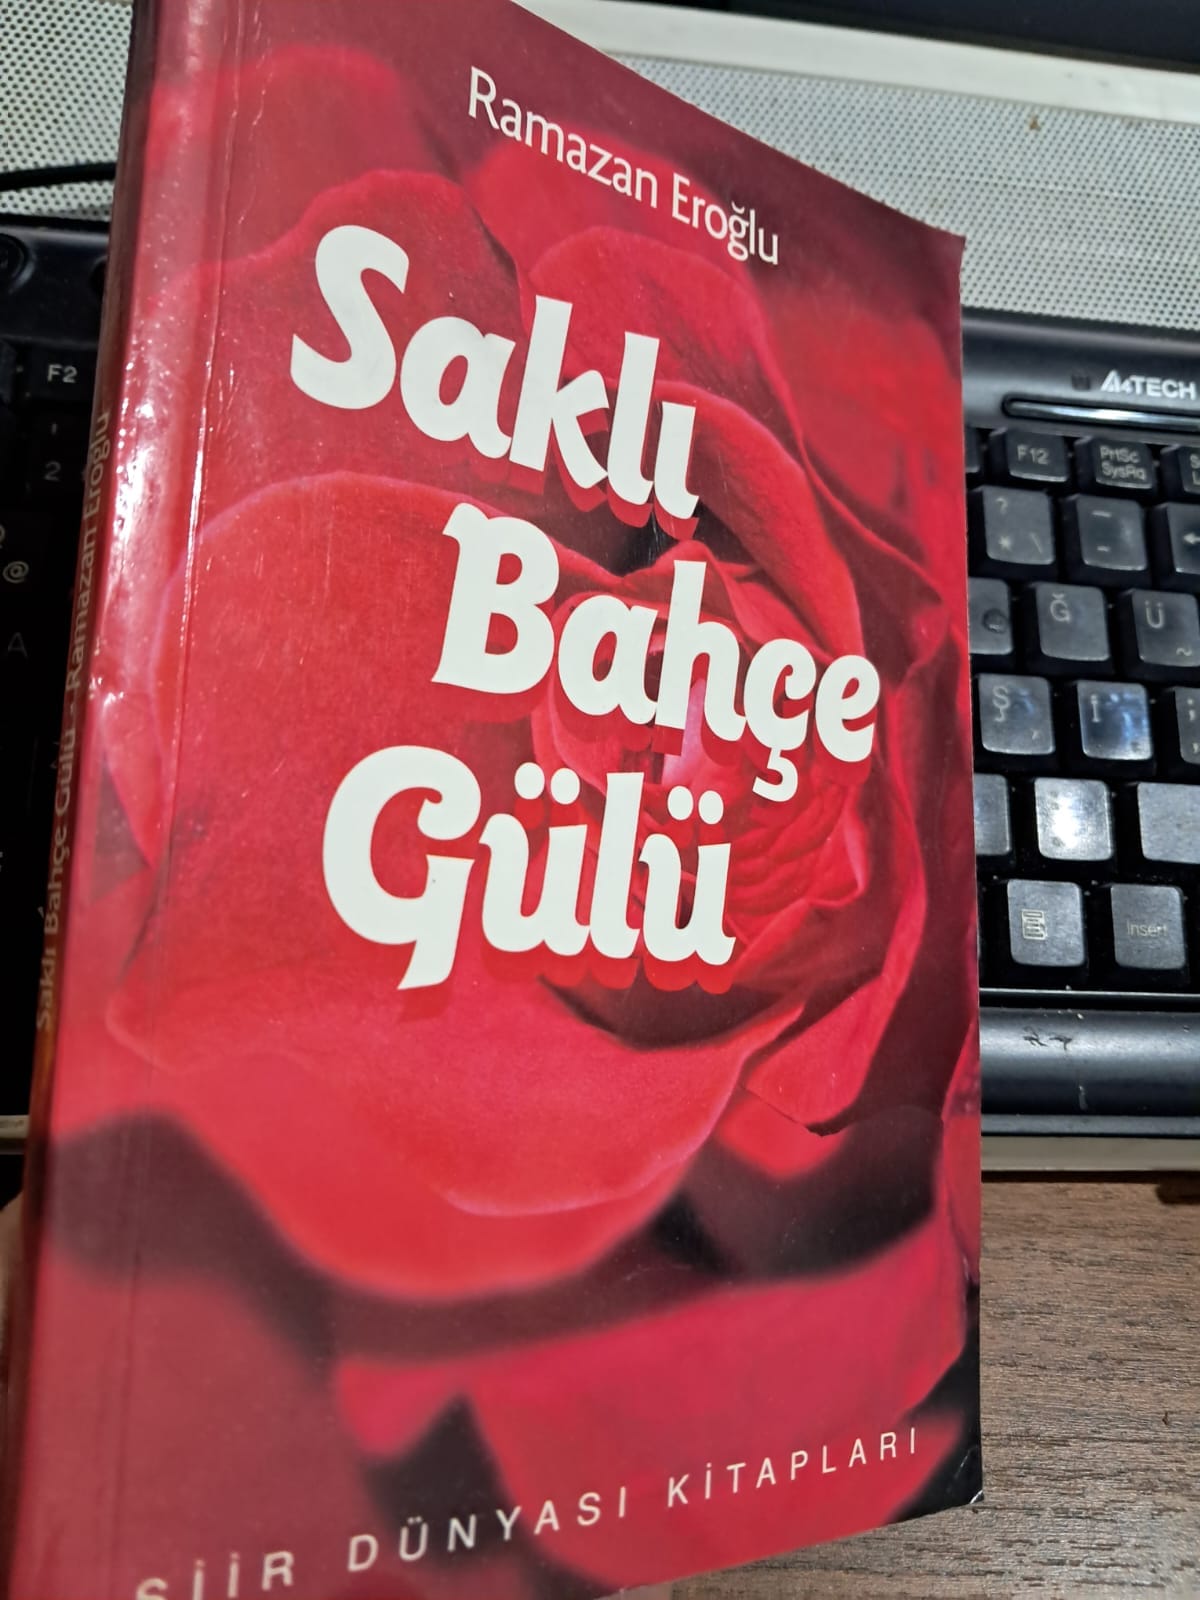 Ramazan Eroğlu
Saklı
Bahçe
Gülü
ŞİİR DÜNYASI KİTAPLARI
Saklı Bahçe Gülü - Ramazan Eroğlu
A4TECH
F2
F12
PrtSc
SysRq
Ğ
Ü
Ş
İ
Insert